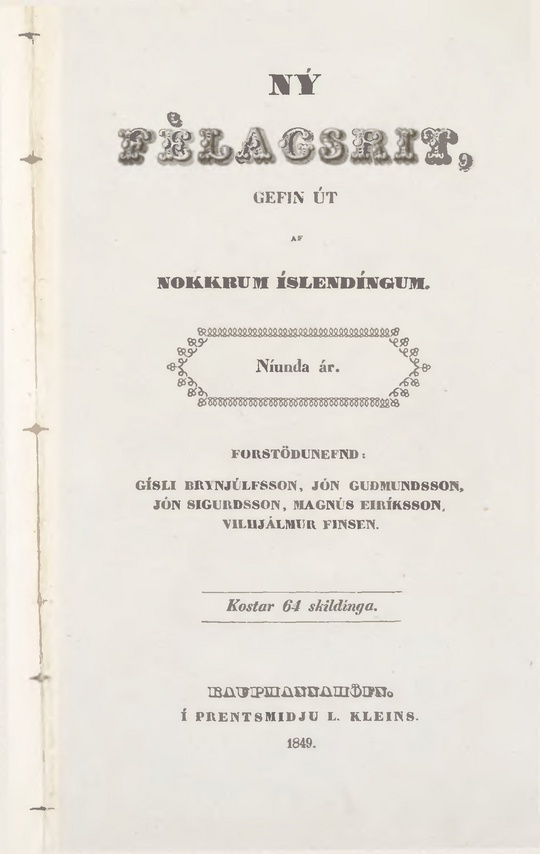 NÝ
FÈLAGSRIT,
GEFIN ÚT
AF
NOKKRUM ÍSLENDÍNGUM.
Níunda ár.
FORSTÖDUNEFND:
GÍSLI BRYNJÚLFSSON, JÓN GUDMUNDSSON,
JÓN SIGURDSSON, MAGNÚS EIRÍKSSON,
VILHJÁLMUR FINSEN.
Kostar 64 skildínga.
KAUPMANNAHÖFN.
Í PRENTSMIDJU L. KLEINS.
1849.